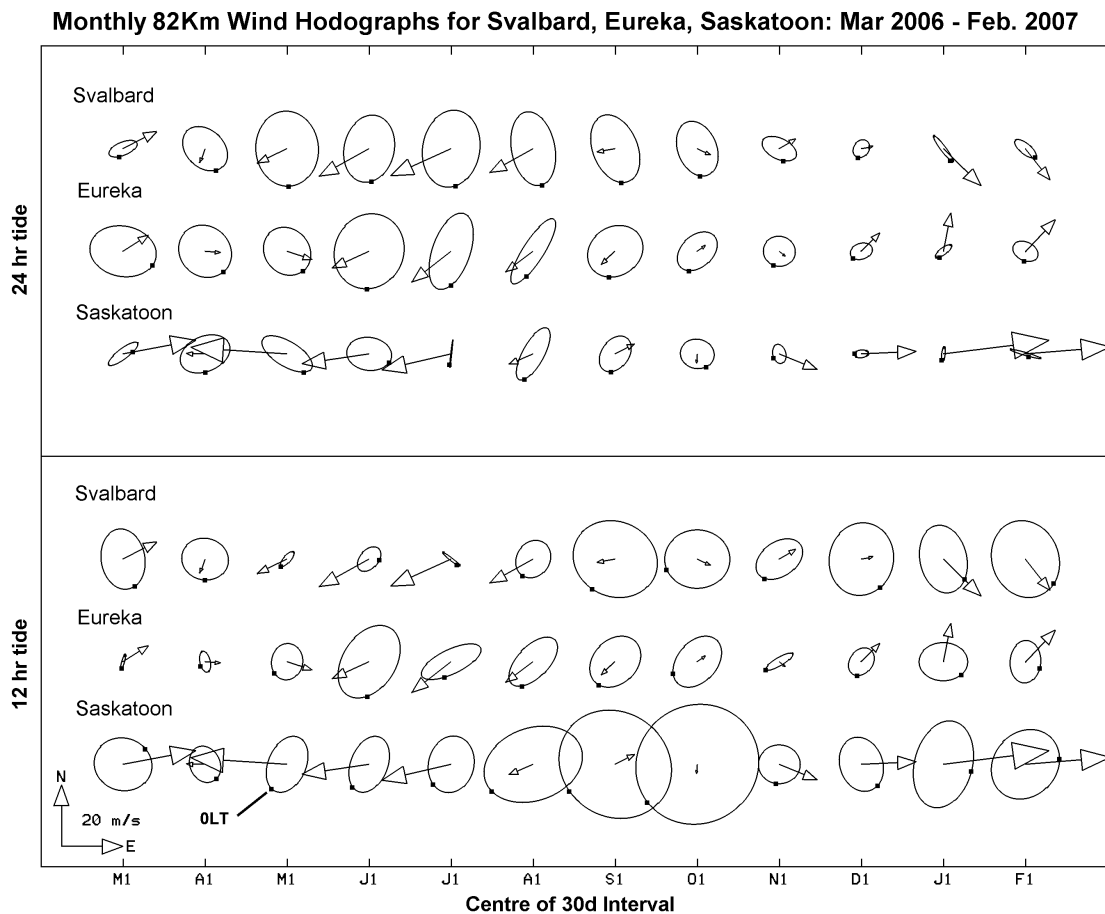 Monthly 82Km Wind Hodographs for Svalbard, Eureka, Saskatoon: Mar 2006 - Feb. 2007
24 hr tide
Svalbard
Eureka
Saskatoon
12 hr tide
Svalbard
Eureka
Saskatoon
N
20 m/s
E
0LT
M1 A1 M1 J1 J1 A1 S1 O1 N1 D1 J1 F1
Centre of 30d Interval